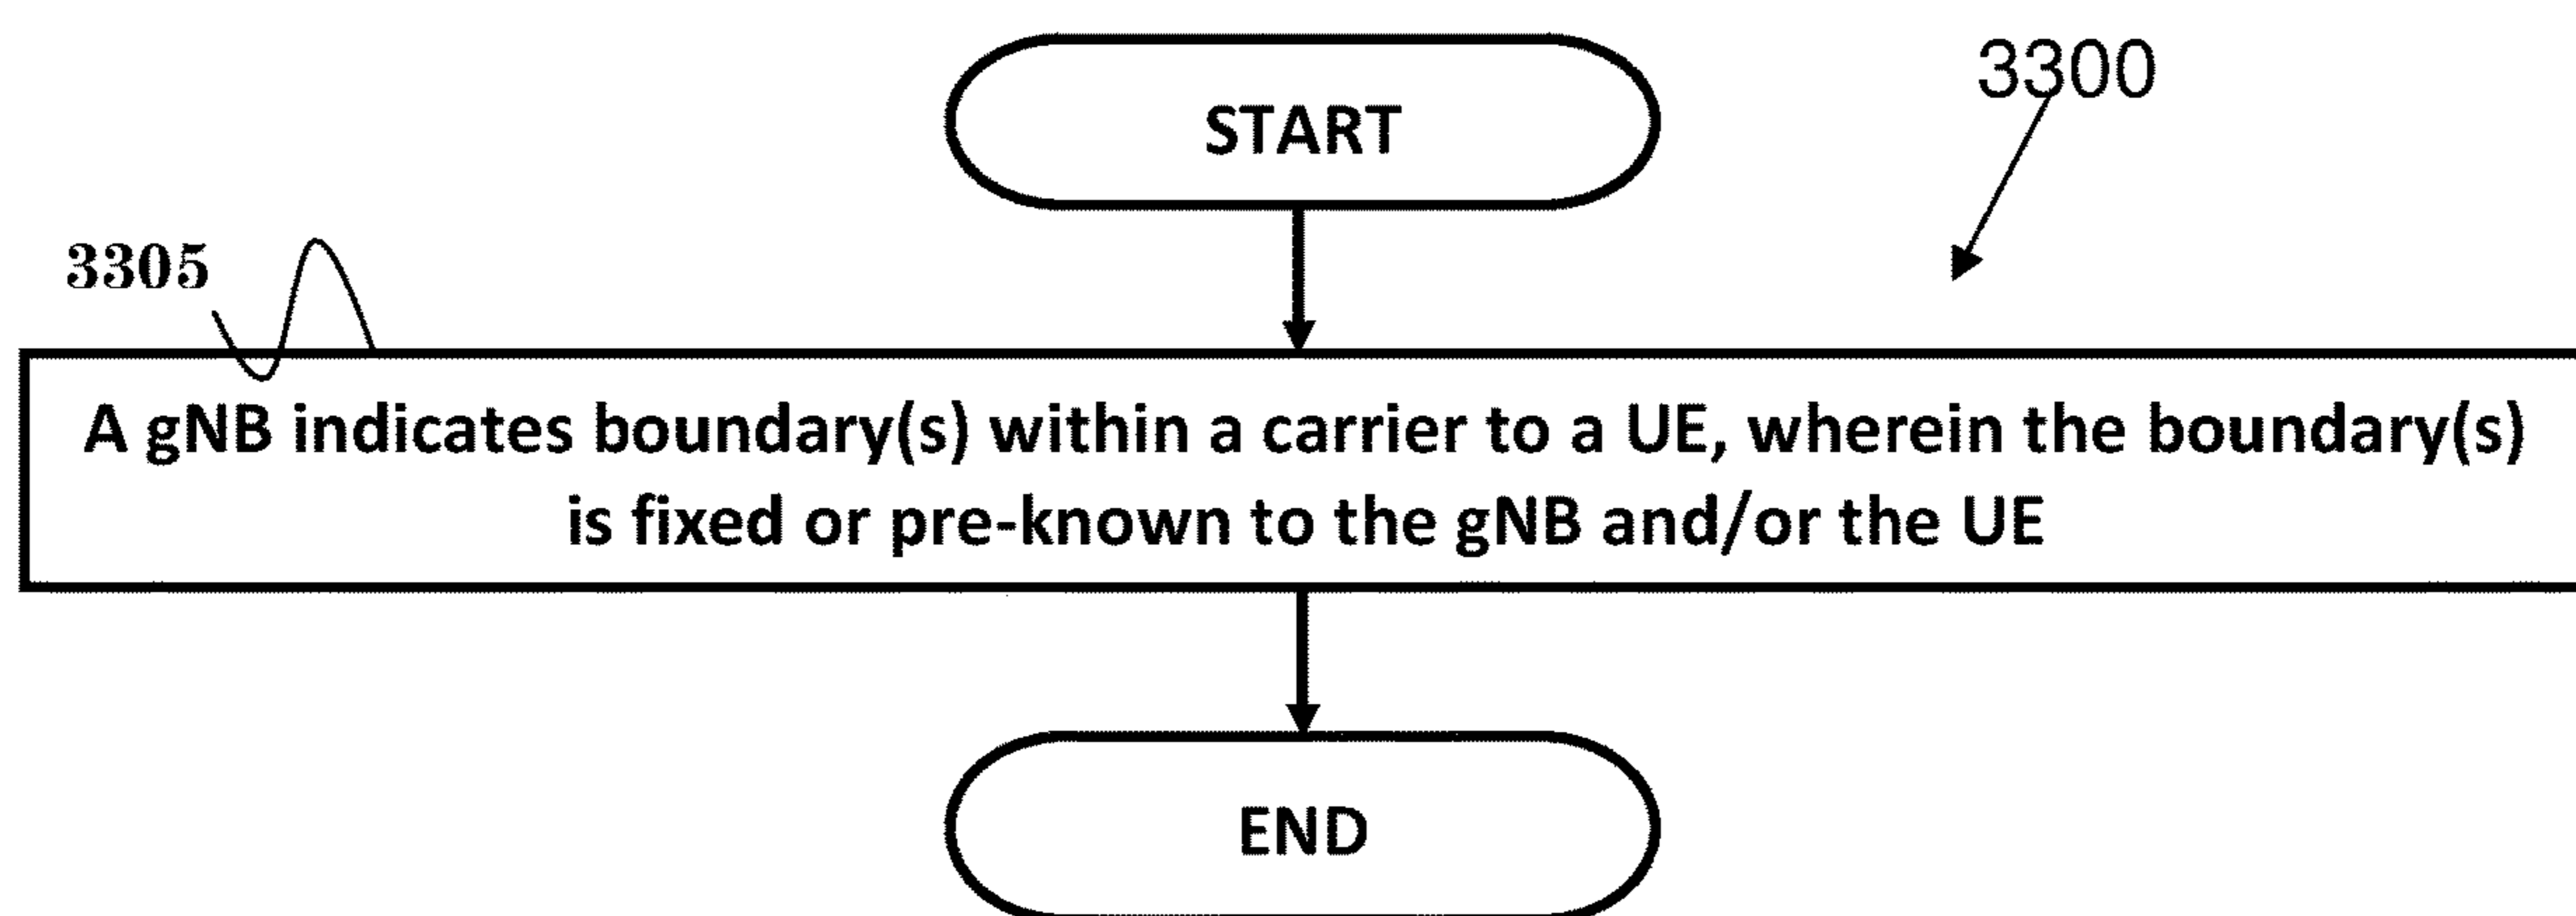 START
3300
3305
A gNB indicates boundary(s) within a carrier to a UE, wherein the boundary(s)
is fixed or pre-known to the gNB and/or the UE
END